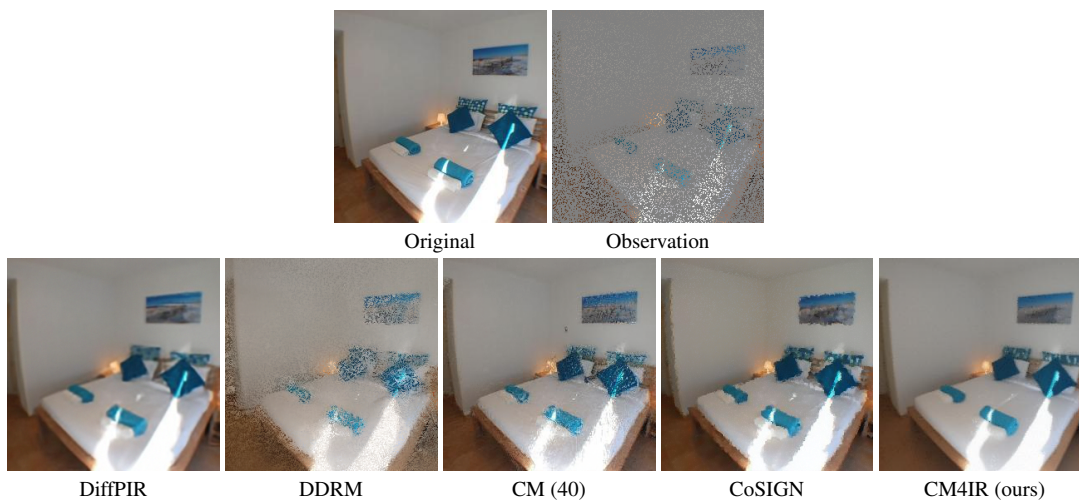 Original
Observation
DiffPIR
DDRM
CM (40)
CoSIGN
CM4IR (ours)